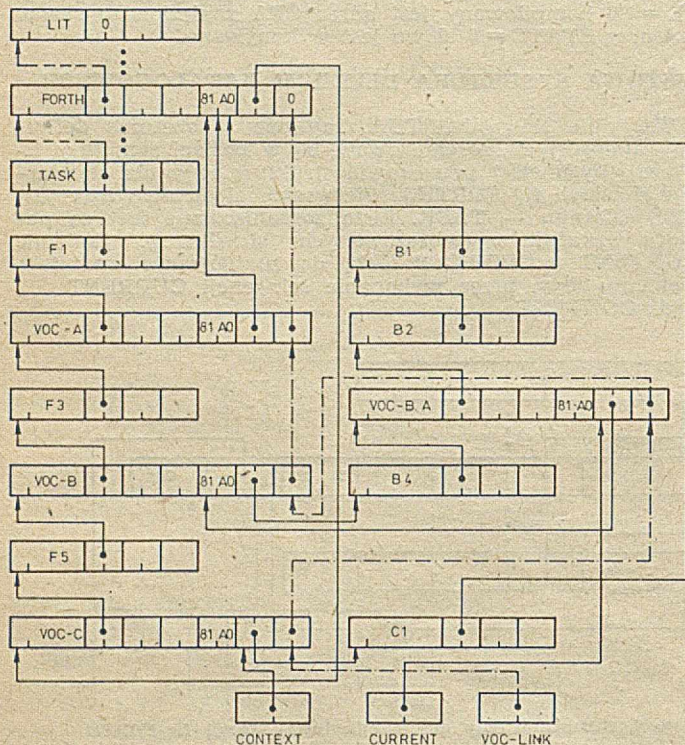 LIT 0
FORTH 81 A0 0
TASK
F1 B1
VOC-A 81 A0 B2
F3 VOC-B A 81-A0
VOC-B 81 A0 B4
F5
VOC-C 81 A0 C1
CONTEXT CURRENT VOC-LINK